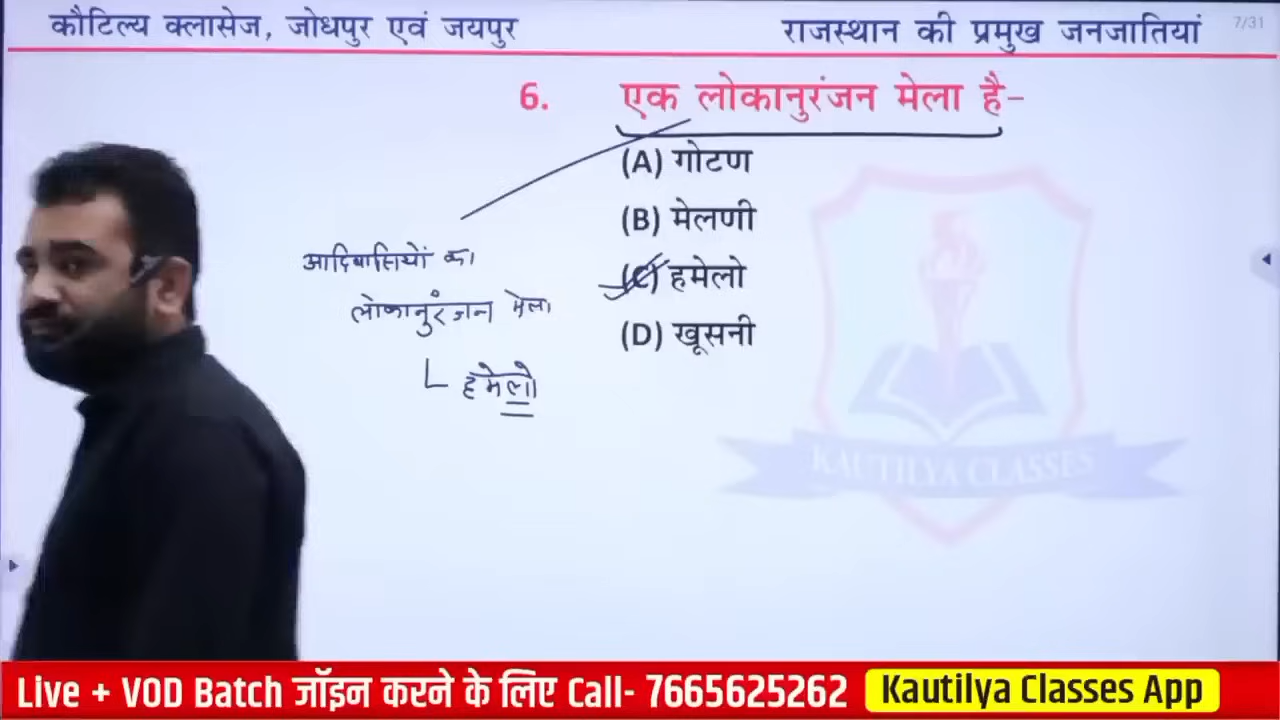 कौटिल्य क्लासेज, जोधपुर एवं जयपुर
राजस्थान की प्रमुख जनजातियां
7/31
6. एक लोकानुरंजन मेला है-
(A) गोटण
(B) मेलणी
(C) हमेलो
(D) खूसनी
आदिवासियों का
लोकानुरंजन मेला
हमेलो
KAUTILYA CLASSES
Live + VOD Batch जॉइन करने के लिए Call- 7665625262
Kautilya Classes App